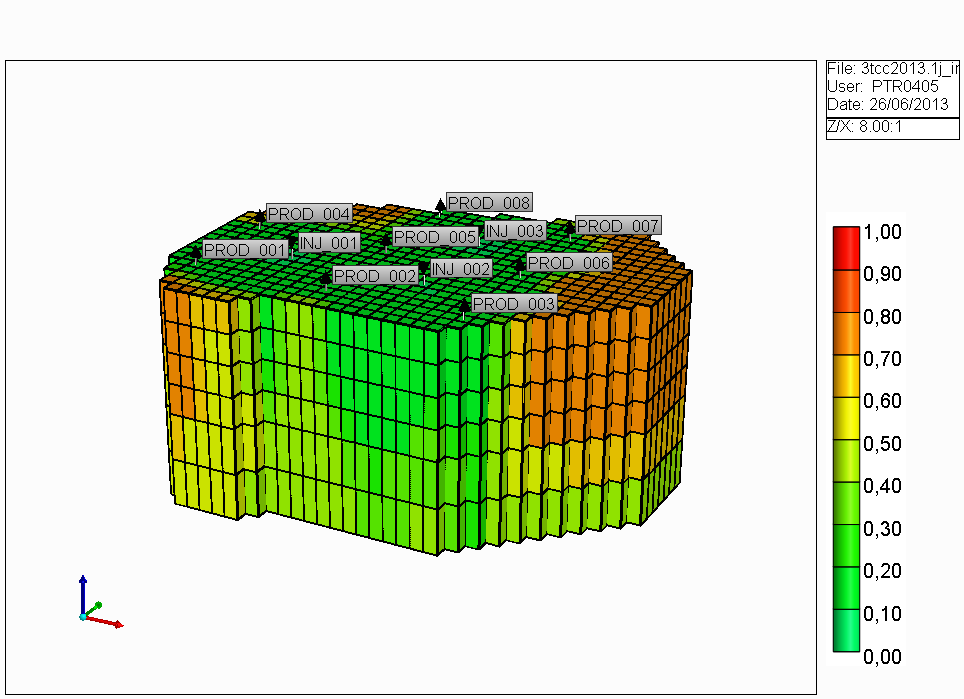 File: 3tcc2013.1j_ir
User: PTR0405
Date: 26/06/2013
Z/X: 8.00:1
PROD_008
PROD_004
PROD_007
INJ_003
PROD_005
INJ_001
PROD_001
PROD_006
INJ_002
PROD_002
PROD_003
1,00
0,90
0,80
0,70
0,60
0,50
0,40
0,30
0,20
0,10
0,00